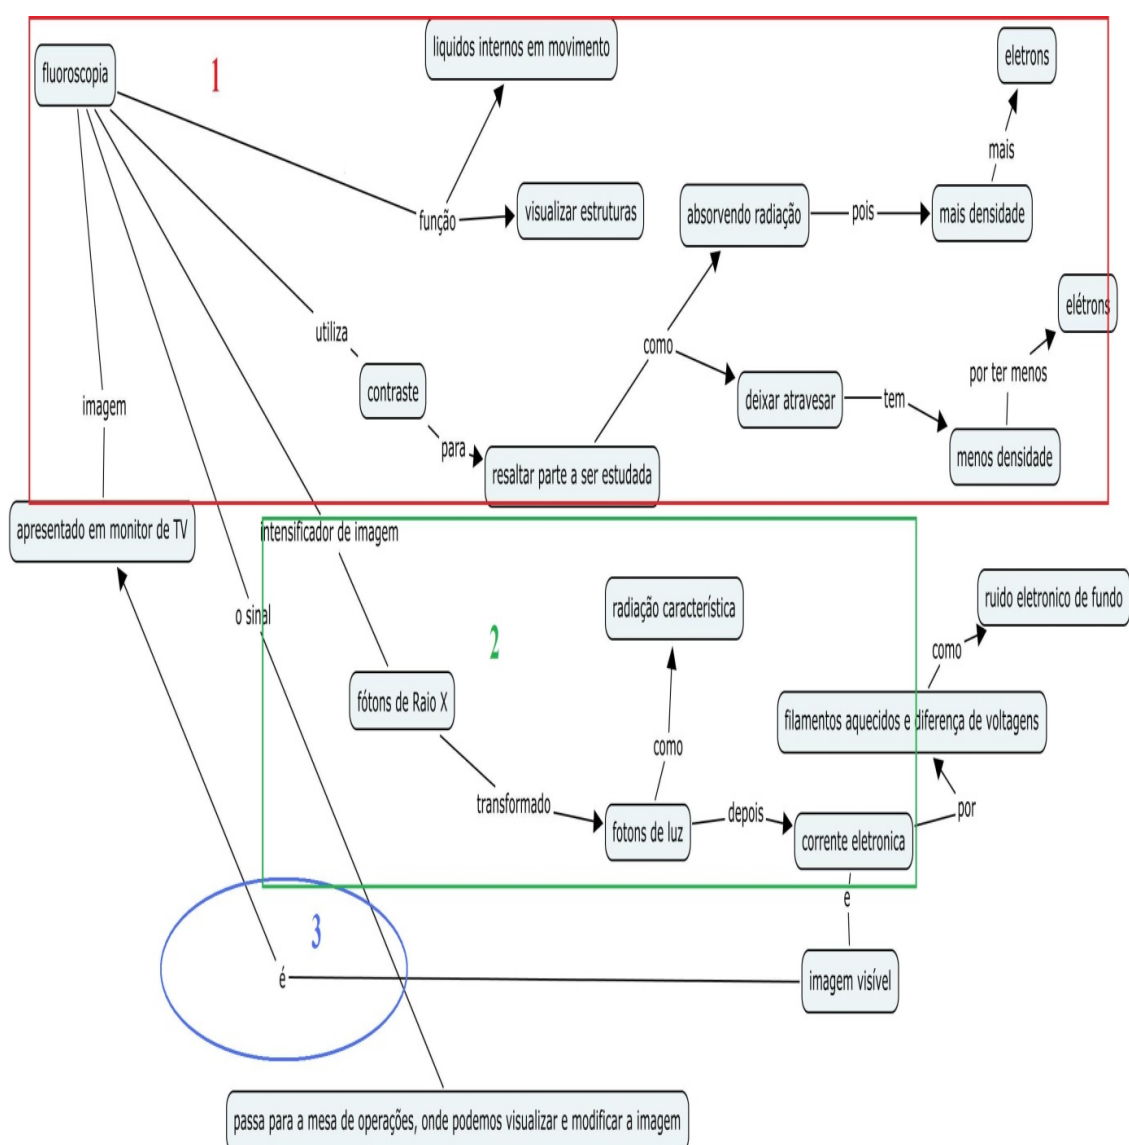 fluoroscopia
1
liquidos internos em movimento
eletrons
mais
função
visualizar estruturas
absorvendo radiação
pois
mais densidade
elétrons
utiliza
como
por ter menos
imagem
contraste
deixar atravesar
tem
para
resaltar parte a ser estudada
menos densidade
apresentado em monitor de TV
intensificador de imagem
o sinal
2
radiação característica
ruido eletronico de fundo
como
fótons de Raio X
filamentos aquecidos e diferença de voltagens
como
transformado
fotons de luz
depois
corrente eletronica
por
e
3
é
imagem visível
passa para a mesa de operações, onde podemos visualizar e modificar a imagem